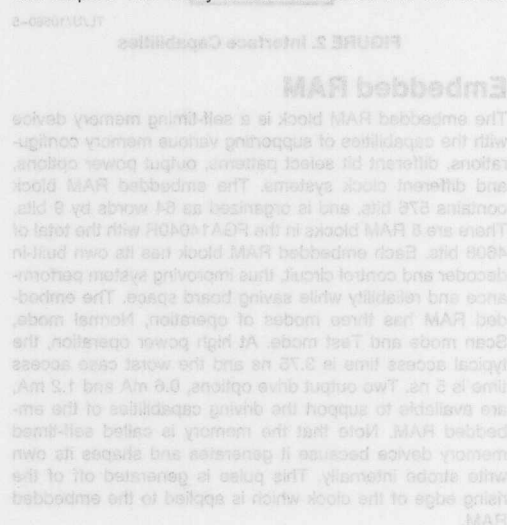 TL/U/10590-5
FIGURE 2. Interface Capabilities
Embedded RAM
The embedded RAM block is a self-timing memory device
with the capabilities of supporting various memory configu-
rations, different bit select patterns, output power options,
and different clock systems. The embedded RAM block
contains 576 bits, and is organized as 64 words by 9 bits.
There are 8 RAM blocks in the FGA14040R with the total of
4608 bits. Each embedded RAM block has its own built-in
decoder and control circuit, thus improving system perform-
ance and reliability while saving board space. The embed-
ded RAM has three modes of operation, Normal mode,
Scan mode and Test mode. At high power operation, the
typical access time is 3.75 ns and the worst case access
time is 5 ns. Two output drive options, 0.6 mA and 1.2 mA,
are available to support the driving capabilities of the em-
bedded RAM. Note that the memory is called self-timed
memory device because it generates and shapes its own
write strobe internally. This pulse is generated off of the
rising edge of the clock which is applied to the embedded
RAM.